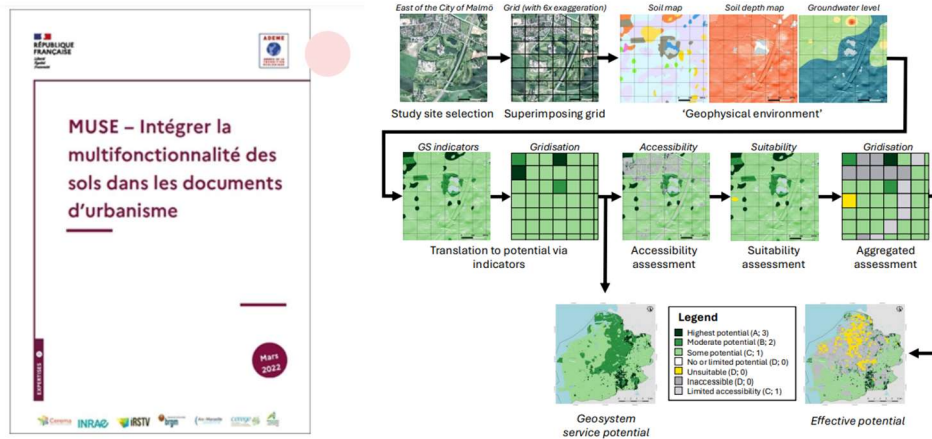 RÉPUBLIQUE
FRANÇAISE
ADEME
MUSE – Intégrer la
multifonctionnalité des
sols dans les documents
d'urbanisme
EXPERTISES
Mars
2022
Cerema
INRAE
iRSTV
brgm
East of the City of Malmö
Grid (with 6x exaggeration)
Soil map
Soil depth map
Groundwater level
Study site selection
Superimposing grid
'Geophysical environment'
GS indicators
Gridisation
Accessibility
Suitability
Gridisation
Translation to potential via
indicators
Accessibility
assessment
Suitability
assessment
Aggregated
assessment
Legend
Highest potential (A; 3)
Moderate potential (B; 2)
Some potential (C; 1)
No or limited potential (D; 0)
Unsuitable (D; 0)
Inaccessible (D; 0)
Limited accessibility (C; 1)
Geosystem
service potential
Effective potential